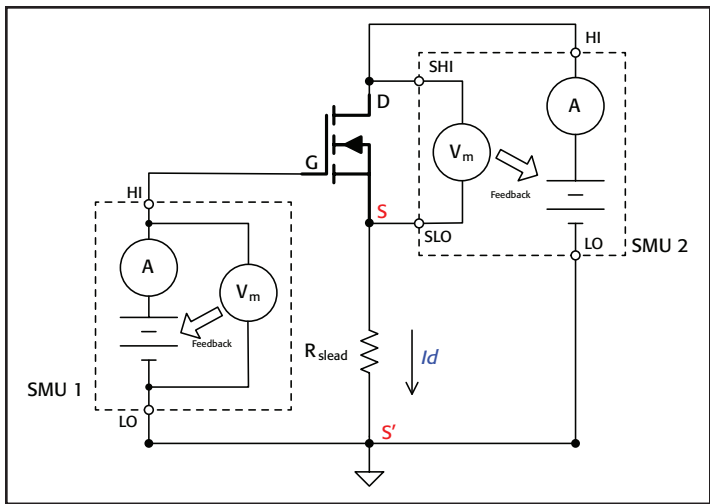 HI
SHI
D
A
Vm
Feedback
G
HI
S
SLO
LO
SMU 2
A
Vm
Feedback
Rslead
Id
SMU 1
LO
S'